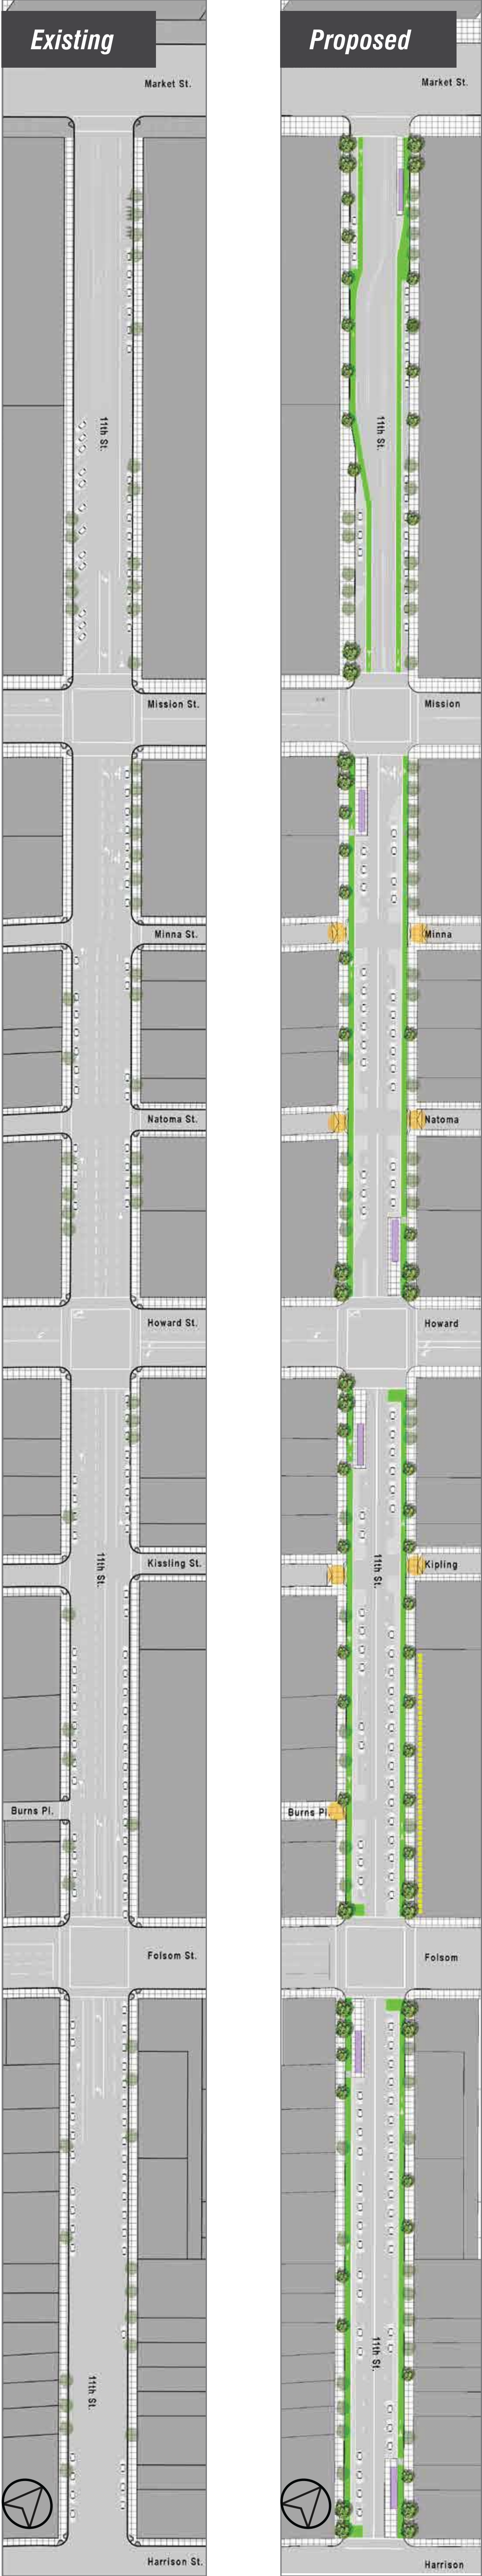 Existing
Proposed
Market St.
Market St.
11th St.
11th St.
Mission St.
Mission
Minna St.
Minna
Natoma St.
Natoma
Howard St.
Howard
Kissling St.
Kipling
11th St.
11th St.
Burns Pl.
Burns Pl.
Folsom St.
Folsom
11th St.
11th St.
Harrison St.
Harrison